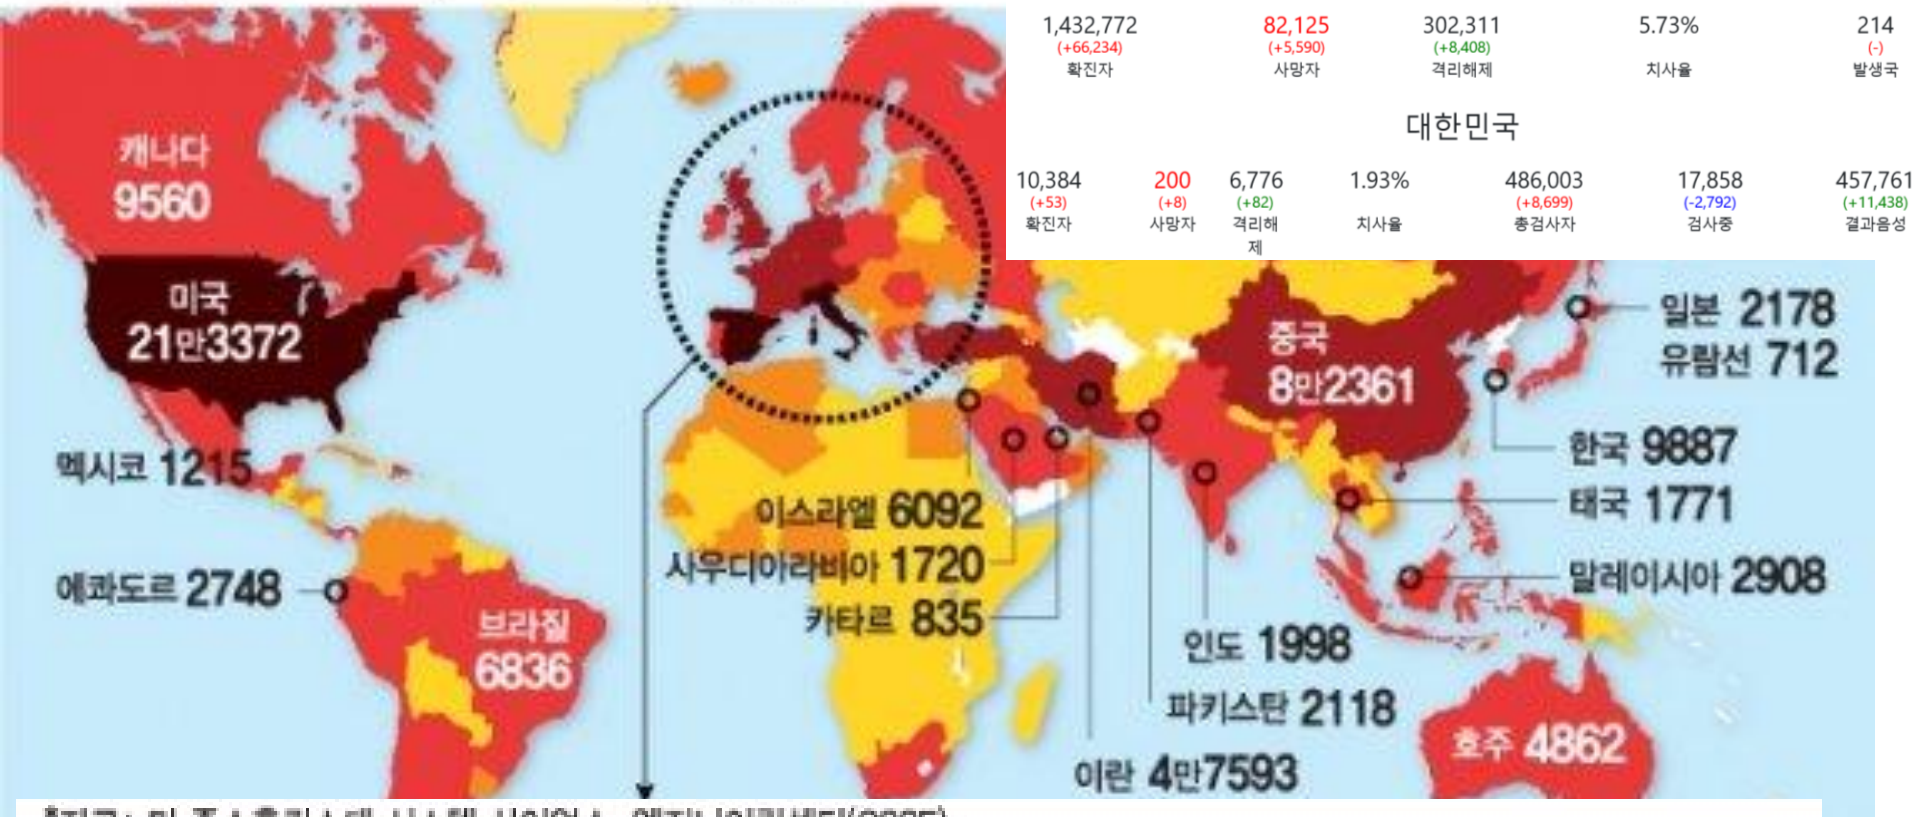 1,432,772 82,125 302,311 5.73% 214
(+66,234) (+5,590) (+8,408) (-)
확진자 사망자 격리해제 치사율 발생국
대한민국
10,384 200 6,776 1.93% 486,003 17,858 457,761
(+53) (+8) (+82) (+8,699) (-2,792) (+11,438)
확진자 사망자 격리해 치사율 총검사자 검사중 결과음성
제
캐나다
9560
미국
21만3372
멕시코 1215
에콰도르 2748
브라질
6836
이스라엘 6092
사우디아라비아 1720
카타르 835
중국
8만2361
일본 2178
유람선 712
한국 9887
태국 1771
말레이시아 2908
인도 1998
파키스탄 2118
이란 4만7593
호주 4862